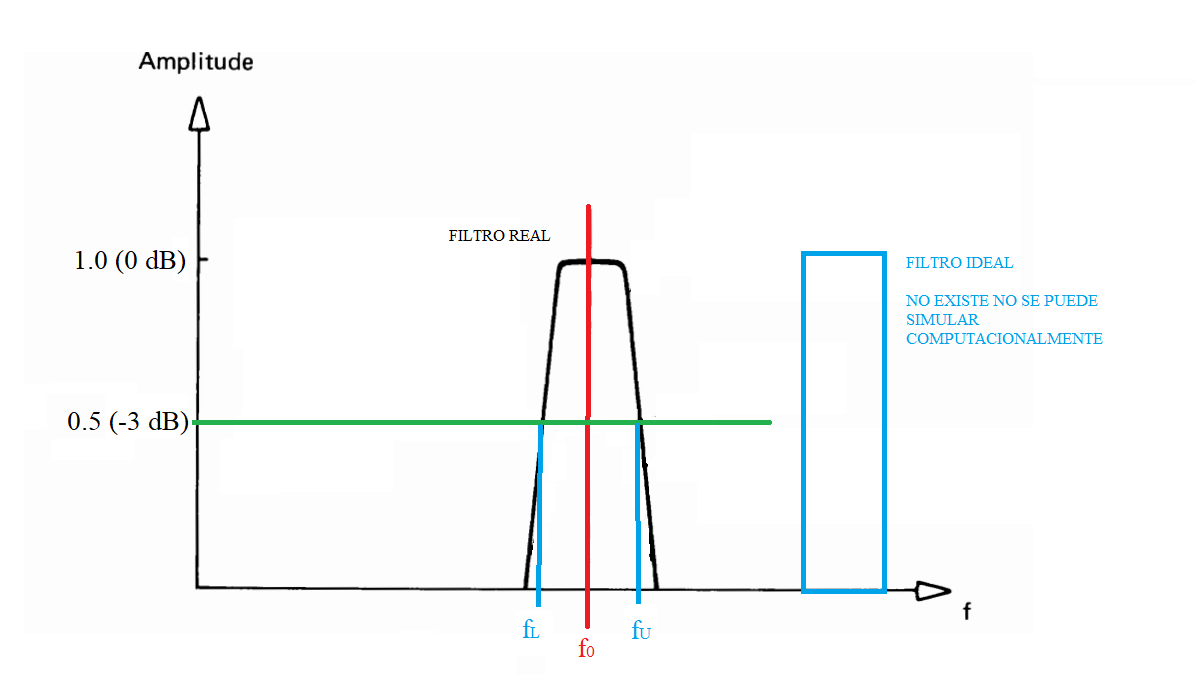 Amplitude
FILTRO REAL
1.0 (0 dB)
FILTRO IDEAL
NO EXISTE NO SE PUEDE
SIMULAR
COMPUTACIONALMENTE
0.5 (-3 dB)
f
fL
f0
fU